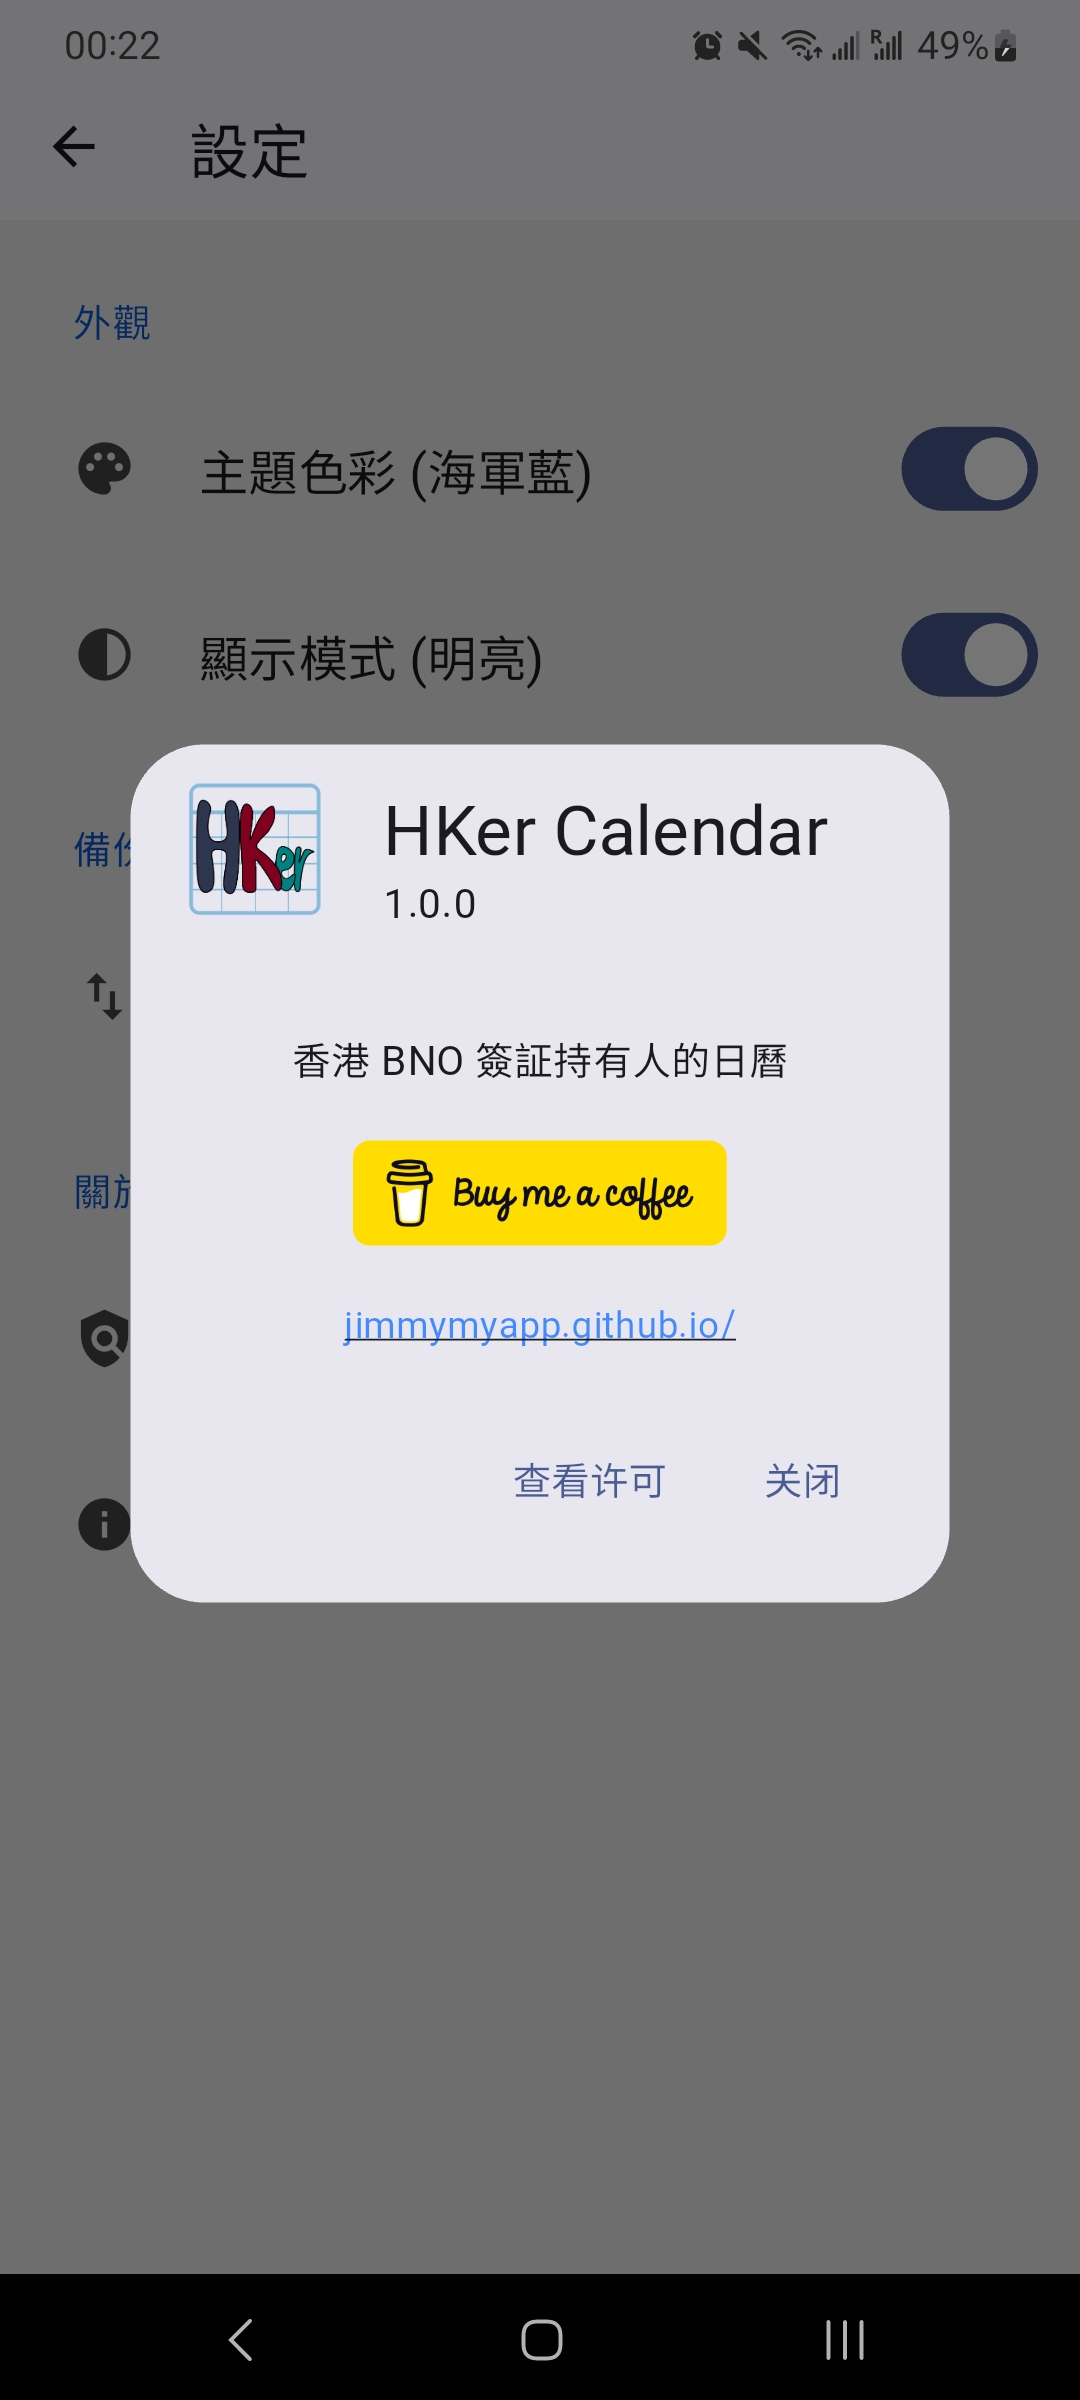 00:22
R
49%
設定
外觀
主題色彩 (海軍藍)
顯示模式 (明亮)
備份
關於
HKer
HKer Calendar
1.0.0
香港 BNO 簽証持有人的日曆
Buy me a coffee
jimmymyapp.github.io/
查看许可
关闭